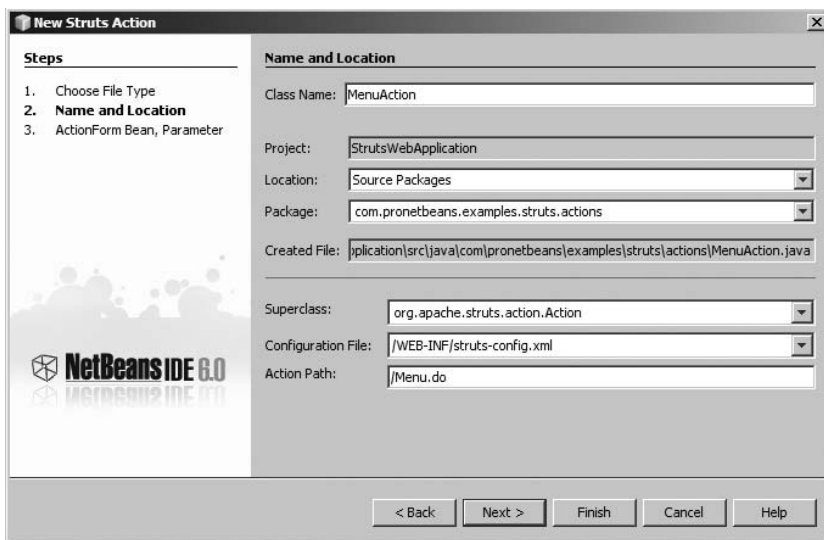 New Struts Action
Steps
1. Choose File Type
2. Name and Location
3. ActionForm Bean, Parameter
NetBeans IDE 6.0
Name and Location
Class Name: MenuAction
Project: StrutsWebApplication
Location: Source Packages
Package: com.pronetbeans.examples.struts.actions
Created File: plication\src\java\com\pronetbeans\examples\struts\actions\MenuAction.java
Superclass: org.apache.struts.action.Action
Configuration File: /WEB-INF/struts-config.xml
Action Path: /Menu.do
< Back Next > Finish Cancel Help